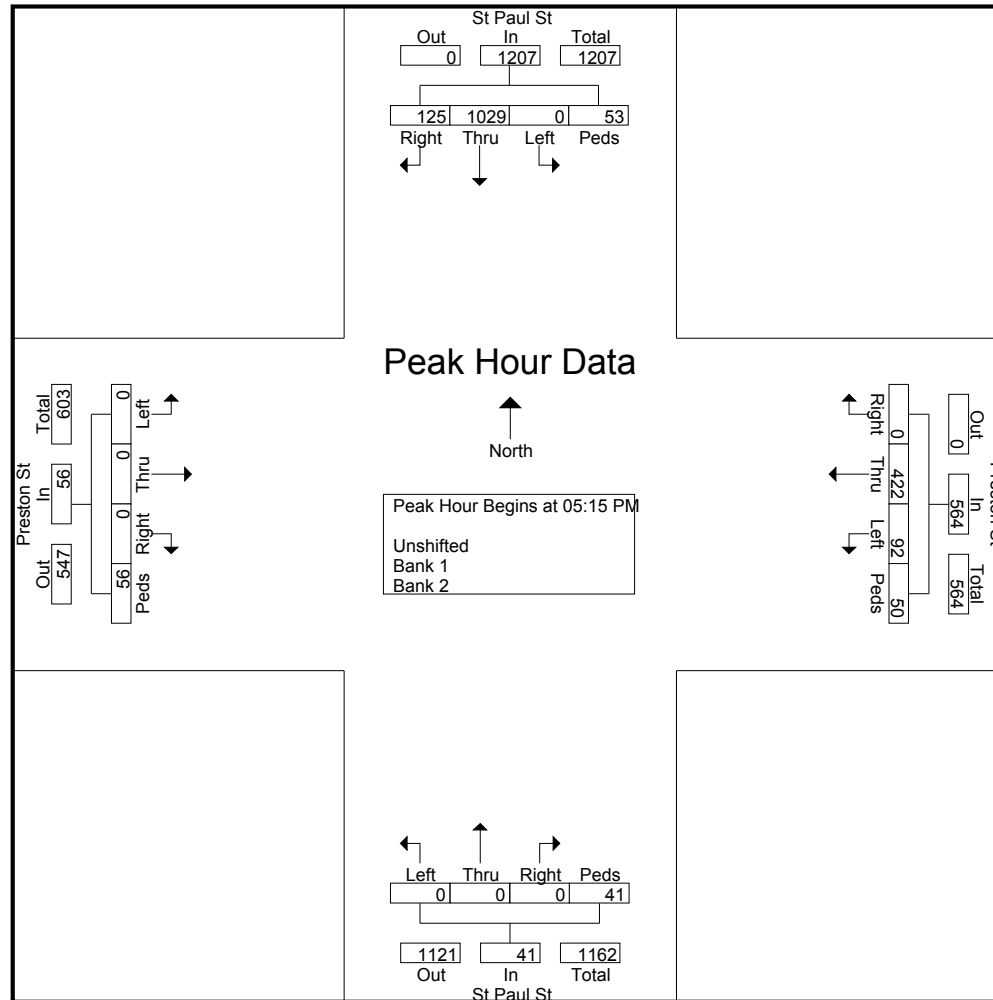 St Paul St
Out In Total
0 1207 1207
125 1029 0 53
Right Thru Left Peds
Peak Hour Data
North
Peak Hour Begins at 05:15 PM
Unshifted
Bank 1
Bank 2
Preston St
Total In Out
603 56 547
0 0 0 56
Left Thru Right Peds
Right Thru Left Peds
0 422 92 50
Out In Total
0 564 564
Preston St
Left Thru Right Peds
0 0 0 41
1121 41 1162
Out In Total
St Paul St